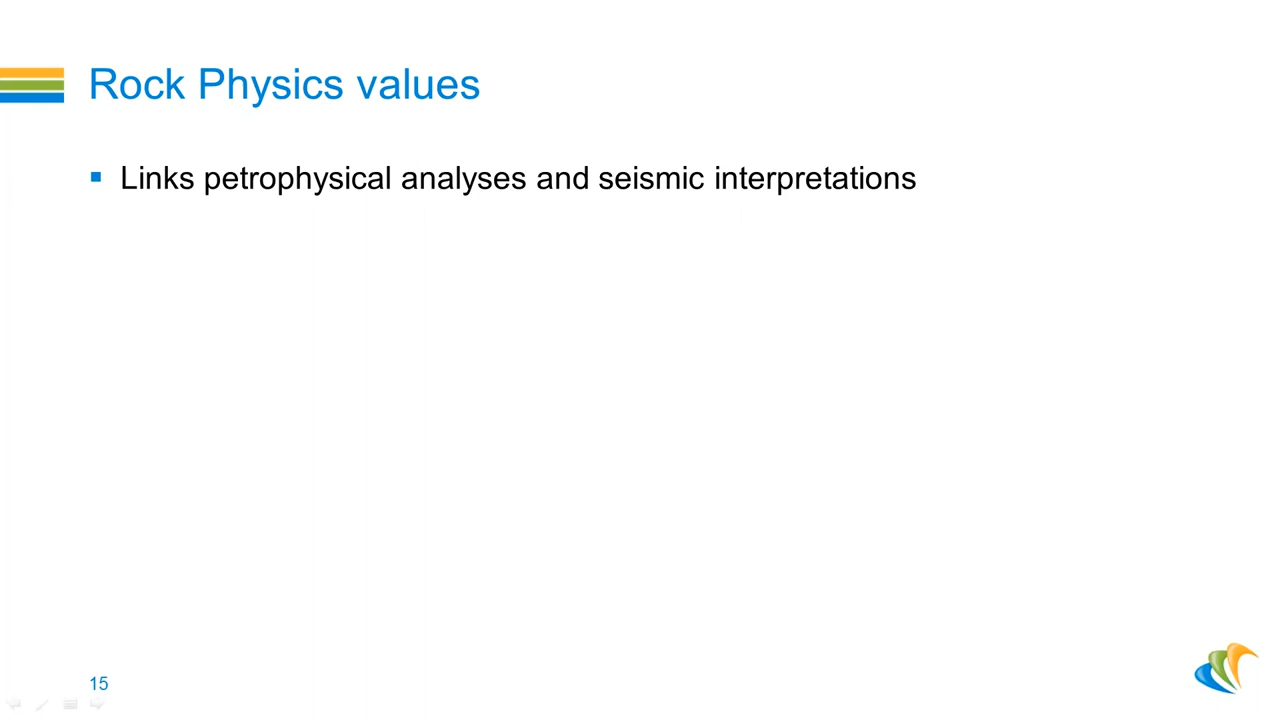 Rock Physics values
Links petrophysical analyses and seismic interpretations
15